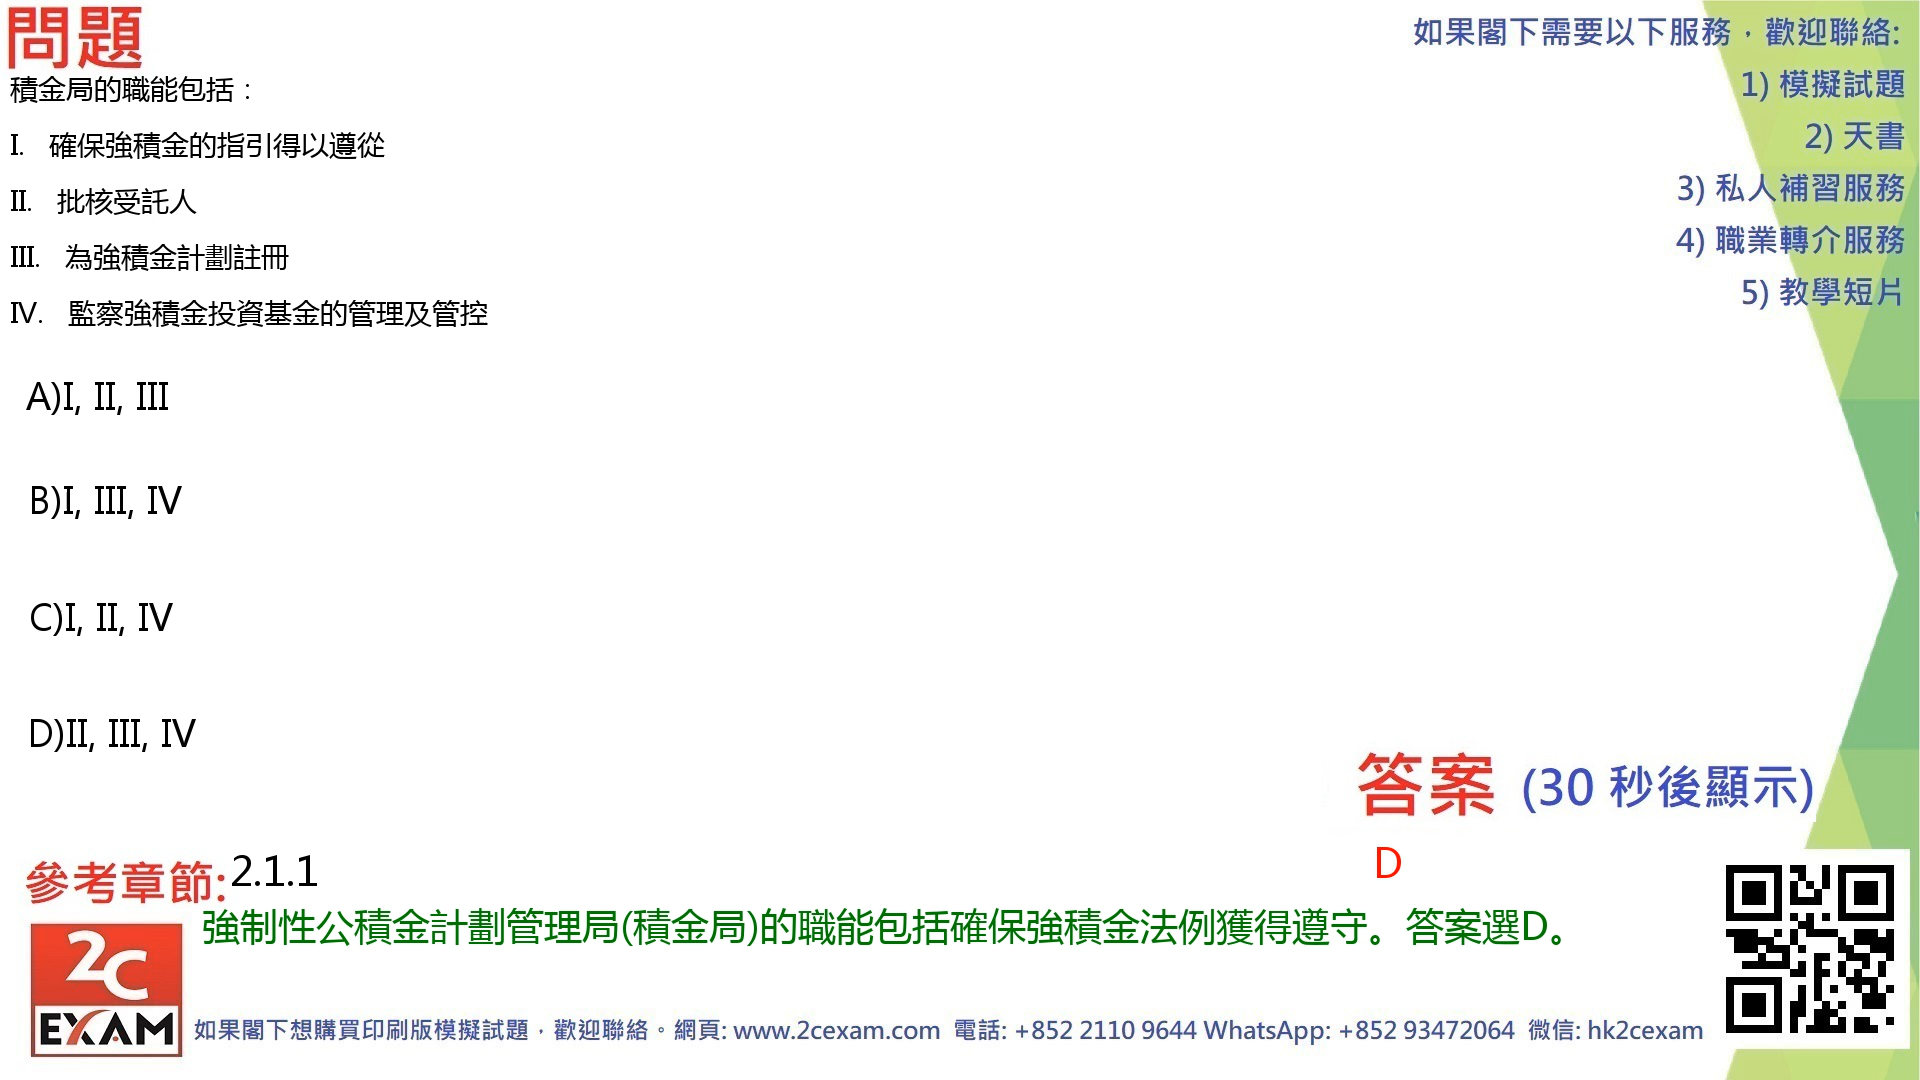 問題
如果閣下需要以下服務，歡迎聯絡:
1) 模擬試題
2) 天書
3) 私人補習服務
4) 職業轉介服務
5) 教學短片
積金局的職能包括：
I. 確保強積金的指引得以遵從
II. 批核受託人
III. 為強積金計劃註冊
IV. 監察強積金投資基金的管理及管控
A)I, II, III
B)I, III, IV
C)I, II, IV
D)II, III, IV
答案 (30 秒後顯示)
D
參考章節:2.1.1
強制性公積金計劃管理局(積金局)的職能包括確保強積金法例獲得遵守。答案選D。
2C
EXAM
如果閣下想購買印刷版模擬試題，歡迎聯絡。網頁: www.2cexam.com 電話: +852 2110 9644 WhatsApp: +852 93472064 微信: hk2cexam